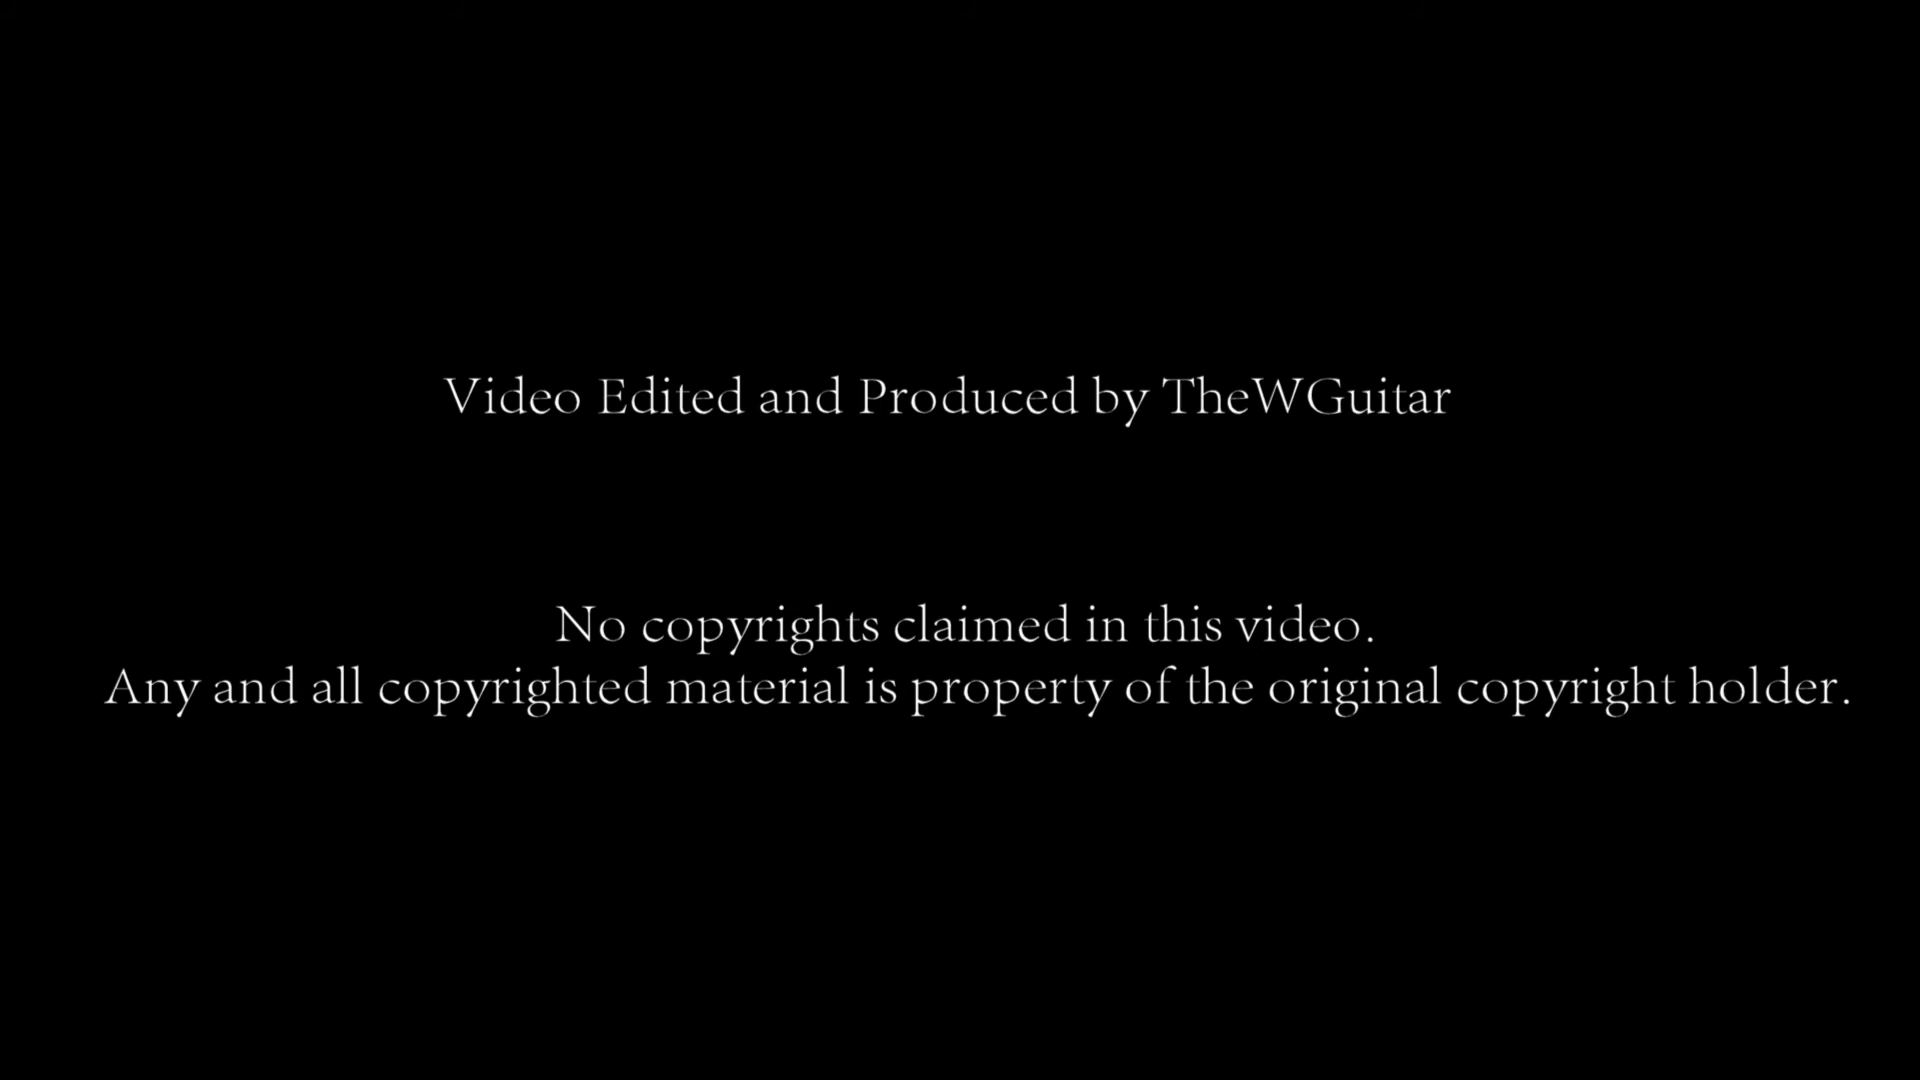 Video Edited and Produced by TheWGuitar
No copyrights claimed in this video.
Any and all copyrighted material is property of the original copyright holder.